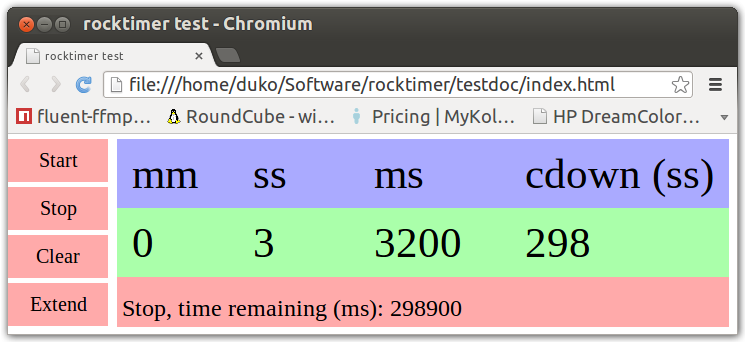 rocktimer test - Chromium
rocktimer test
file:///home/duko/Software/rocktimer/testdoc/index.html
fluent-ffmp... RoundCube - wi... Pricing | MyKol... HP DreamColor...
Start
Stop
Clear
Extend
mm ss ms cdown (ss)
0 3 3200 298
Stop, time remaining (ms): 298900